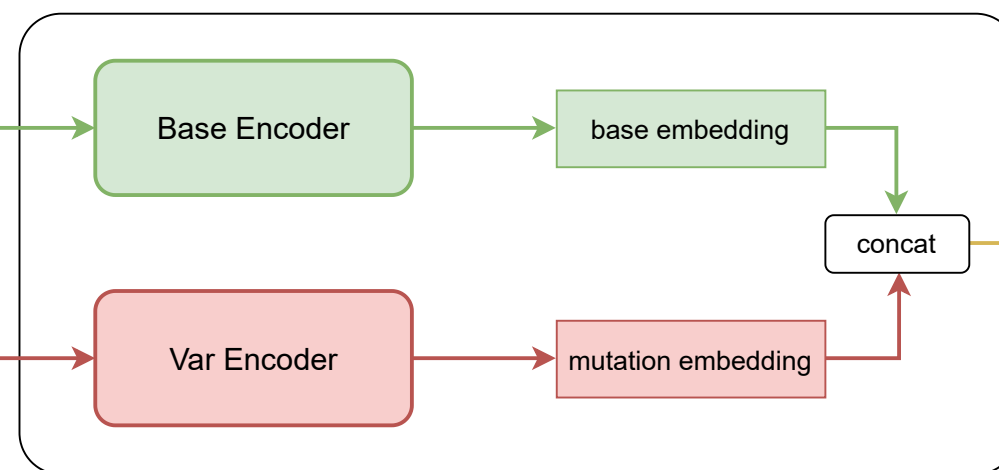 Base Encoder
base embedding
concat
Var Encoder
mutation embedding